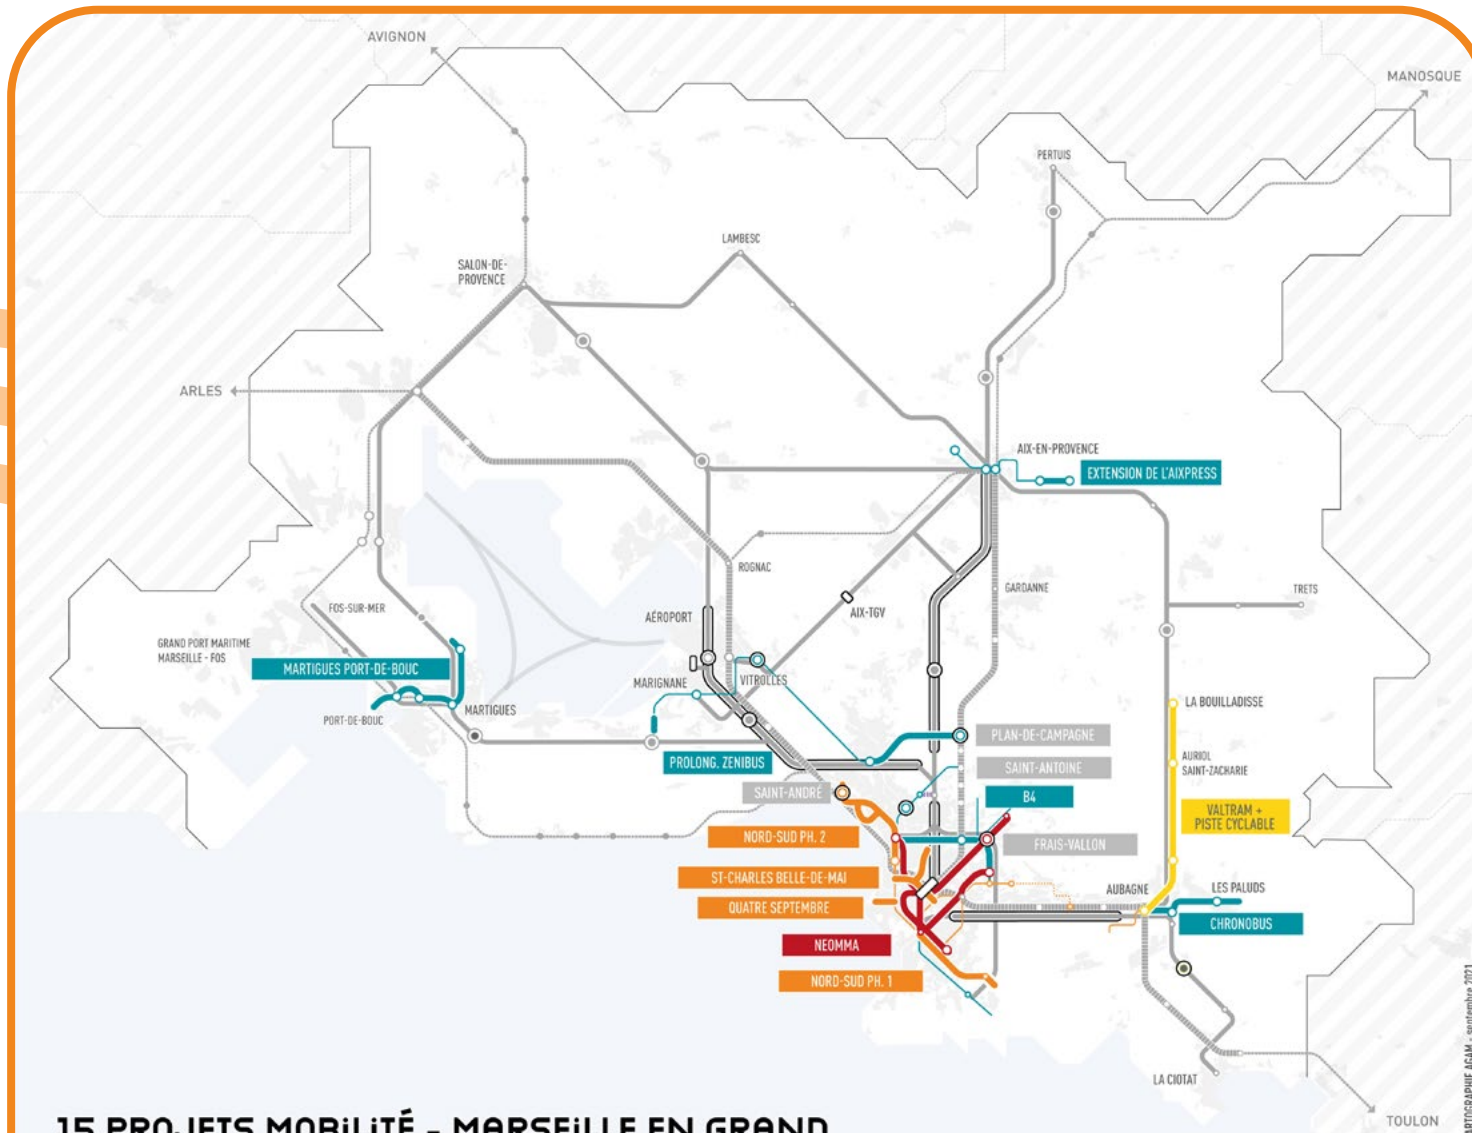 AVIGNON
MANOSQUE
PERTUIS
LAMBESC
SALON-DE-
PROVENCE
ARLES
AIX-EN-PROVENCE
EXTENSION DE L'AIXPRESS
ROGNAC
GARDANNE
TRETS
AIX-TGV
FOS-SUR-MER
AÉROPORT
GRAND PORT MARITIME
MARSEILLE - FOS
MARTIGUES PORT-DE-BOUC
MARIGNANE
VITROLLES
PORT-DE-BOUC
MARTIGUES
LA BOUILLADISSE
PLAN-DE-CAMPAGNE
PROLONG. ZENIBUS
SAINT-ANTOINE
AURIOL
SAINT-ZACHARIE
SAINT-ANDRÉ
B4
VALTRAM +
PISTE CYCLABLE
NORD-SUD PH. 2
FRAIS-VALLON
ST-CHARLES BELLE-DE-MAI
AUBAGNE
LES PALUDS
QUATRE SEPTEMBRE
CHRONOBUS
NEOMMA
NORD-SUD PH. 1
LA CIOTAT
TOULON
CARTOGRAPHIE AGAM - septembre 2021
15 PROJETS MOBILITÉ - MARSEILLE EN GRAND